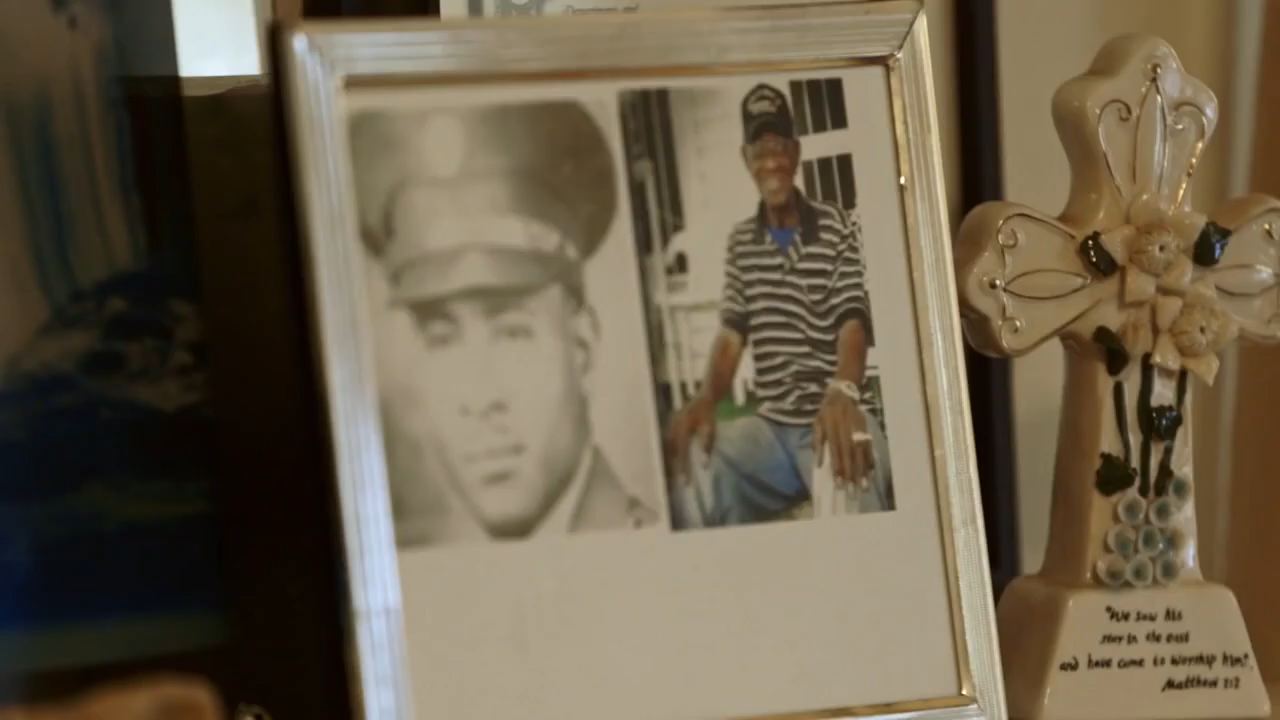 "We saw his
star in the east
and have come to worship him".
Matthew 2:2